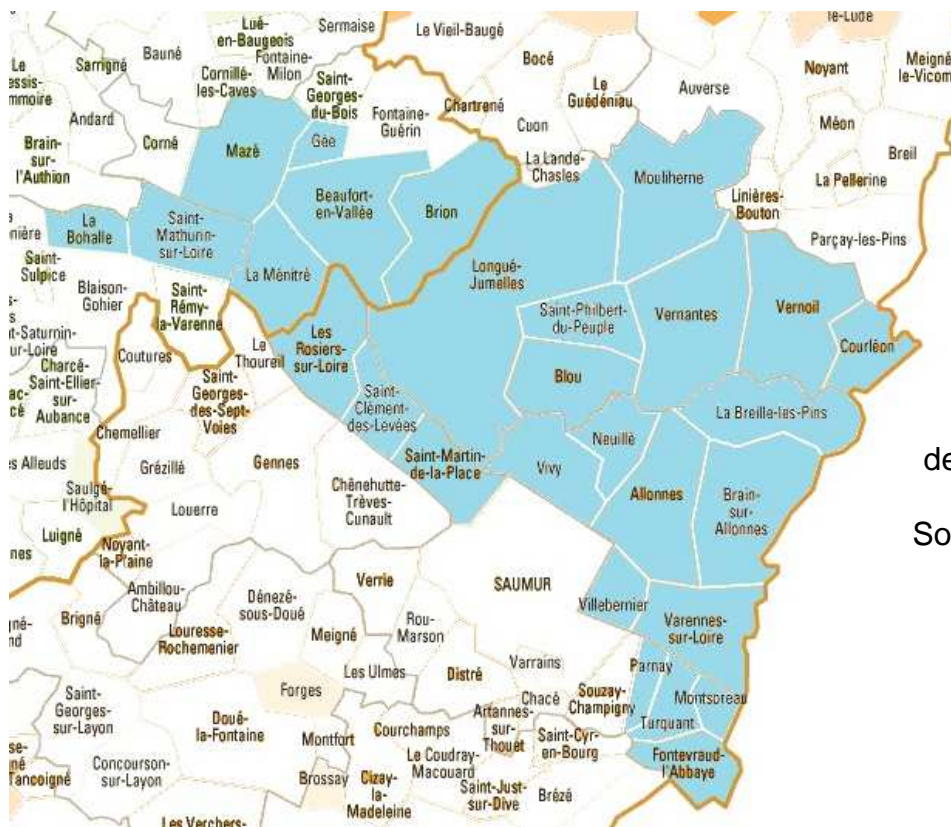 Lué-
en-Baugeois
Sermaise
Le Vieil-Baugé
le-Lude
Bauné
Fontaine-
Milon
Bocé
Noyant
Meigné
le-Vicom
Le
essis-
mmoire
Sarrigné
Cornillé-
les-Caves
Saint-
Georges-
du-Bois
Le
Guédéniau
Auverse
Chartrené
Andard
Corné
Mazé
Gée
Fontaine-
Guérin
Cuon
Méon
Brain-
sur-
l'Authion
La Lande-
Chasles
Mouliherne
Breil
La Pellerine
Linières-
Bouton
Beaufort-
en-Vallée
Brion
La
Bohalle
Saint-
Mathurin-
sur-Loire
nière
Parçay-les-Pins
Saint-
Sulpice
La Ménitré
Longué-
Jumelles
Blaison-
Gohier
Saint-
Rémy-
la-Varenne
Saint-Philbert-
du-Peuple
Vernantes
Vernoil
t-Saturnin-
ur-Loire
Coutures
Le
Thoureil
Les
Rosiers-
sur-Loire
Courléon
Charcé-
Saint-Ellier-
sur-
Aubance
Saint-
Georges-
des-Sept-
Voies
Blou
Saint-
Clément-
des-Levées
La Breille-les-Pins
Chemellier
Neuillé
Saint-Martin-
de-la-Place
Vivy
es Alleuds
Grézillé
Gennes
de
Chênehutte-
Trèves-
Cunault
Allonnes
Brain-
sur-
Allonnes
Saulgé-
l'Hôpital
Louerre
Luigné
nes
So
Noyant-
la-Plaine
Ambillou-
Château
Verrie
SAUMUR
Dénezé-
sous-Doué
Villebernier
Brigné
Louresse-
Rochemenier
Meigné
Rou-
Marson
Varennes-
sur-Loire
Les Ulmes
Distré
Varrains
Parnay
Saint-
Georges-
sur-Layon
Forges
Chacé
Souzay-
Champigny
Montsoreau
Doué-
la-Fontaine
Montfort
Courchamps
Artannes-
sur-
Thouet
Turquant
Saint-Cyr-
en-Bourg
Fontevraud-
l'Abbaye
Le Coudray-
Macouard
Tancoigné
Concourson-
sur-Layon
Brossay
Cizay-
la-
Madeleine
Saint-Just-
sur-Dive
Brézé
Les Verchers-